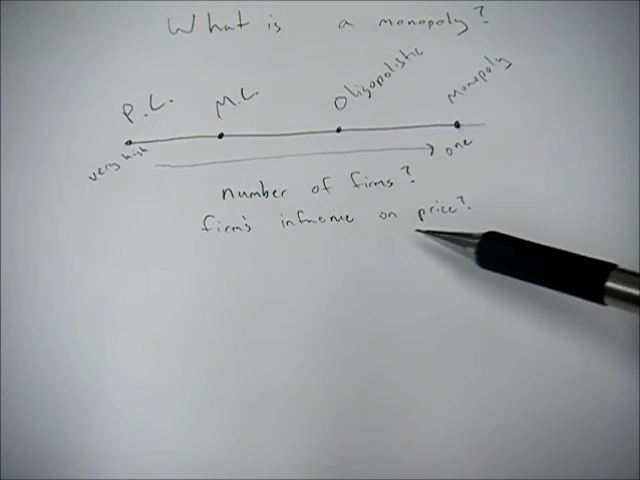 What is a monopoly?
P.C. M.C. Oligopolistic Monopoly
very high one
number of firms?
firm's influence on price?